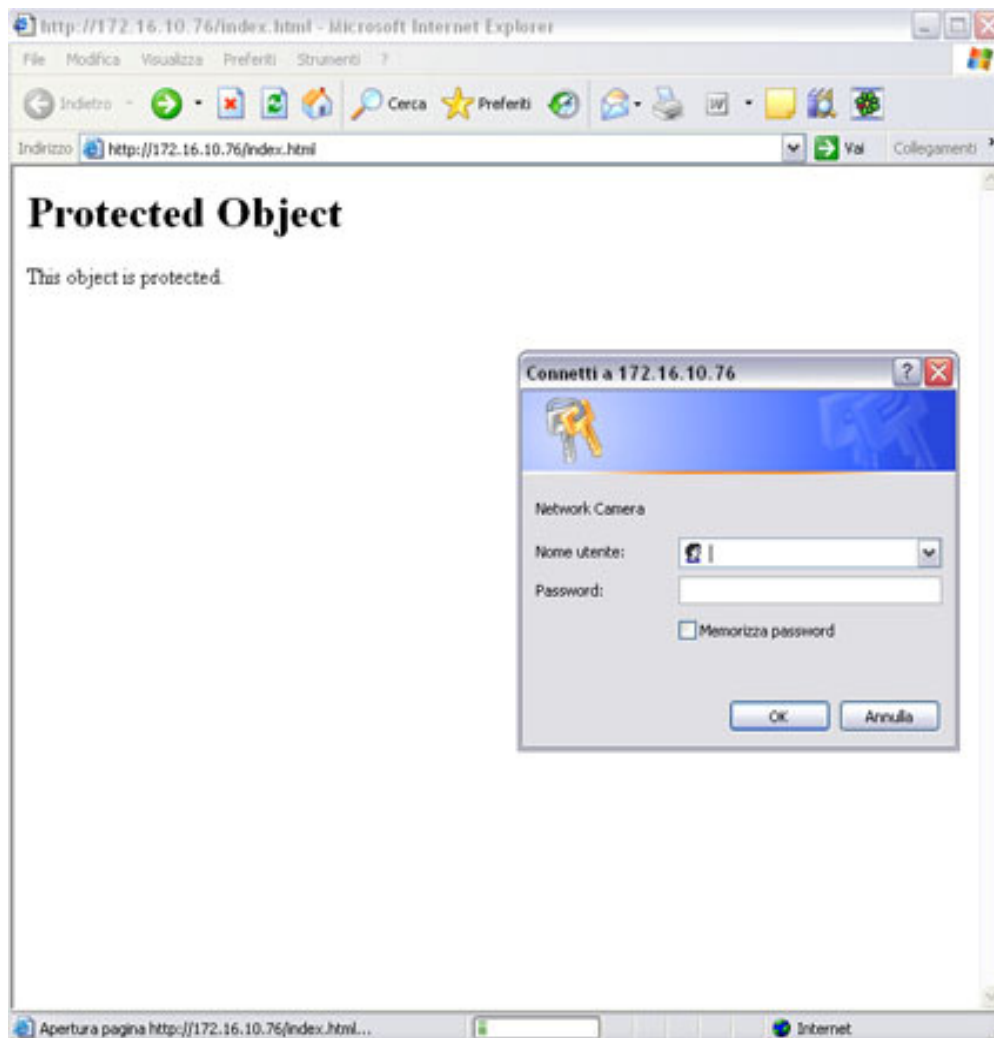 http://172.16.10.76/index.html - Microsoft Internet Explorer
File Modifica Visualizza Preferiti Strumenti ?
Indietro Cerca Preferiti
Indirizzo http://172.16.10.76/index.html Vai Collegamenti
Protected Object
This object is protected.
Connetti a 172.16.10.76
Network Camera
Nome utente:
Password:
Memorizza password
OK Annulla
Apertura pagina http://172.16.10.76/index.html... Internet